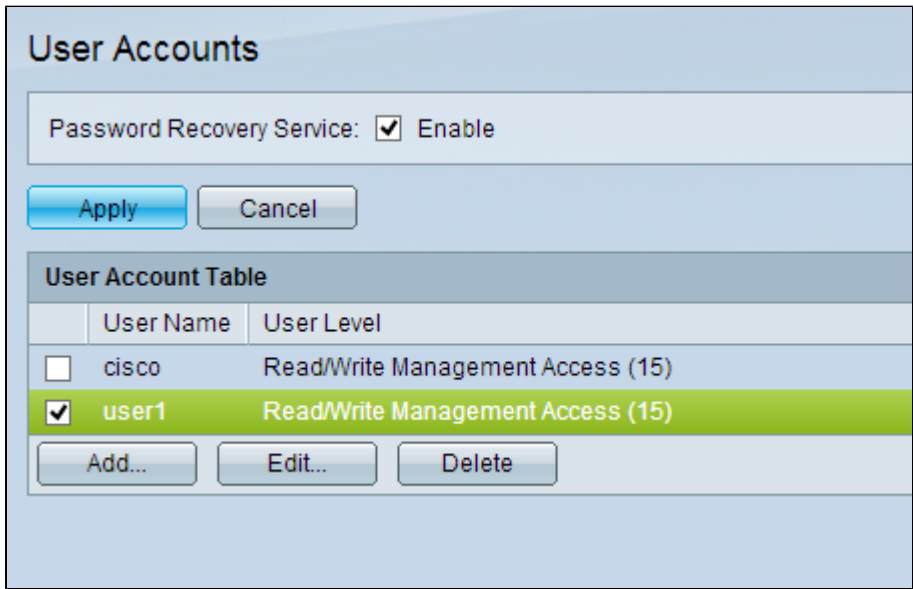 User Accounts
Password Recovery Service: Enable
Apply Cancel
User Account Table
User Name User Level
cisco Read/Write Management Access (15)
user1 Read/Write Management Access (15)
Add... Edit... Delete